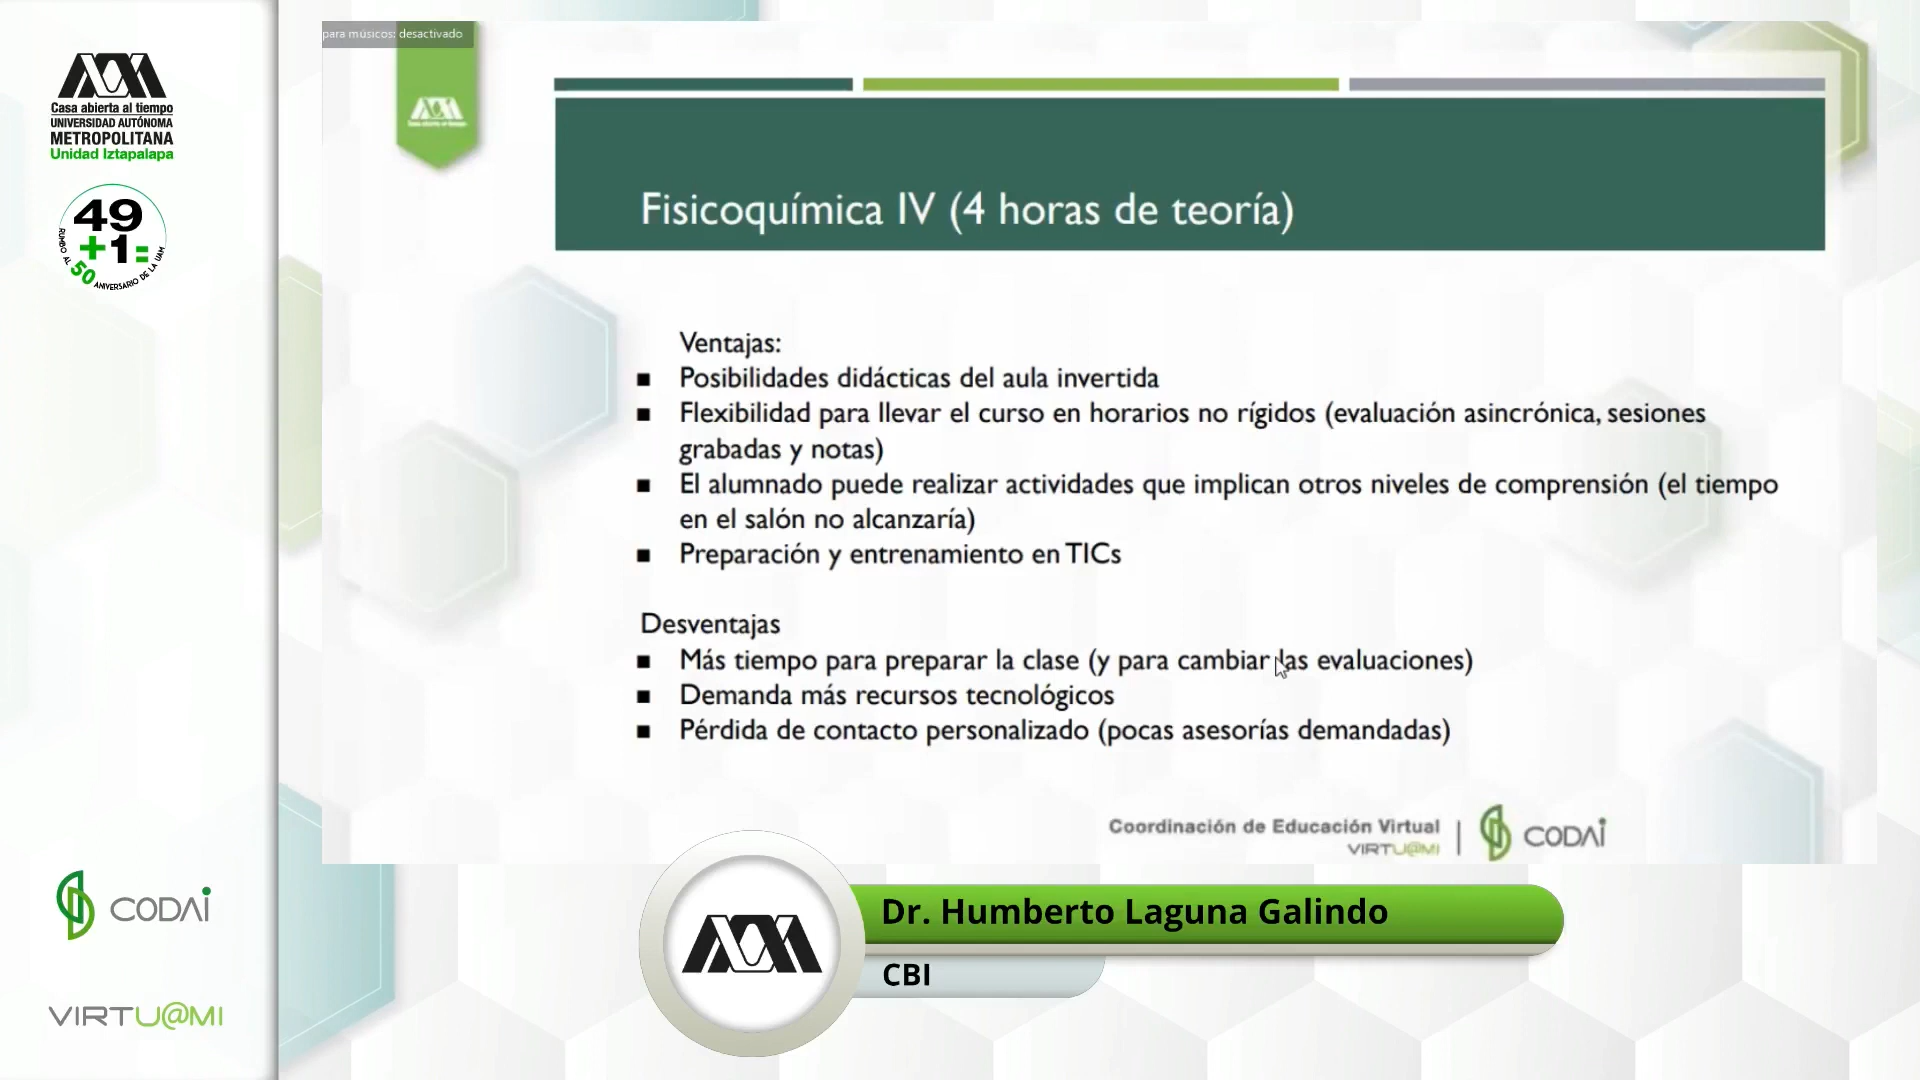 para músicos: desactivado
Casa abierta al tiempo
UNIVERSIDAD AUTÓNOMA
METROPOLITANA
Unidad Iztapalapa
49
+1=
RUMBO AL 50 ANIVERSARIO DE LA UAM
Casa abierta al tiempo
Fisicoquímica IV (4 horas de teoría)
Ventajas:
■ Posibilidades didácticas del aula invertida
■ Flexibilidad para llevar el curso en horarios no rígidos (evaluación asincrónica, sesiones
grabadas y notas)
■ El alumnado puede realizar actividades que implican otros niveles de comprensión (el tiempo
en el salón no alcanzaría)
■ Preparación y entrenamiento en TICs
Desventajas
■ Más tiempo para preparar la clase (y para cambiar las evaluaciones)
■ Demanda más recursos tecnológicos
■ Pérdida de contacto personalizado (pocas asesorías demandadas)
Coordinación de Educación Virtual
VIRTU@MI
CODAI
Dr. Humberto Laguna Galindo
CBI
CODAI
VIRTU@MI